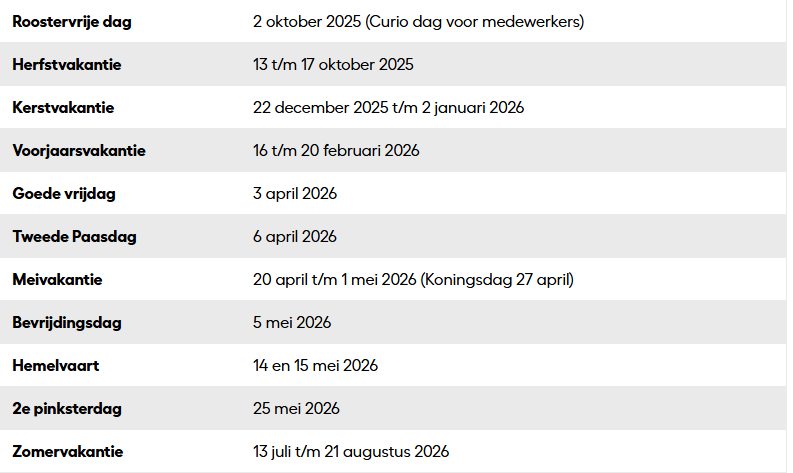 Roostervrije dag 2 oktober 2025 (Curio dag voor medewerkers)
Herfstvakantie 13 t/m 17 oktober 2025
Kerstvakantie 22 december 2025 t/m 2 januari 2026
Voorjaarsvakantie 16 t/m 20 februari 2026
Goede vrijdag 3 april 2026
Tweede Paasdag 6 april 2026
Meivakantie 20 april t/m 1 mei 2026 (Koningsdag 27 april)
Bevrijdingsdag 5 mei 2026
Hemelvaart 14 en 15 mei 2026
2e pinksterdag 25 mei 2026
Zomervakantie 13 juli t/m 21 augustus 2026